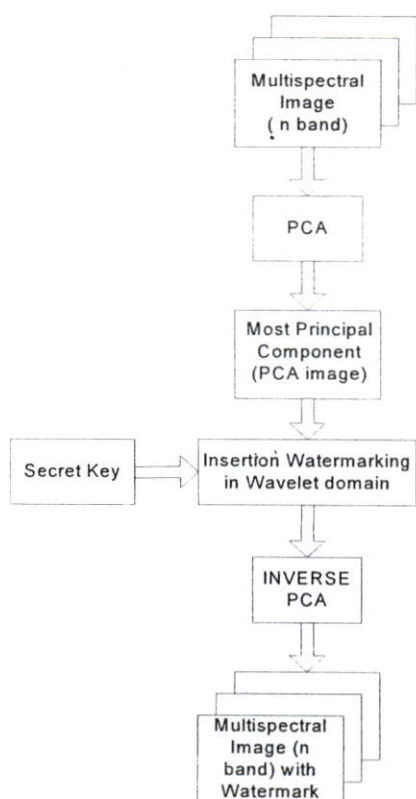 Multispectral
Image
( n band)
PCA
Most Principal
Component
(PCA image)
Secret Key
Insertion Watermarking
in Wavelet domain
INVERSE
PCA
Multispectral
Image (n
band) with
Watermark